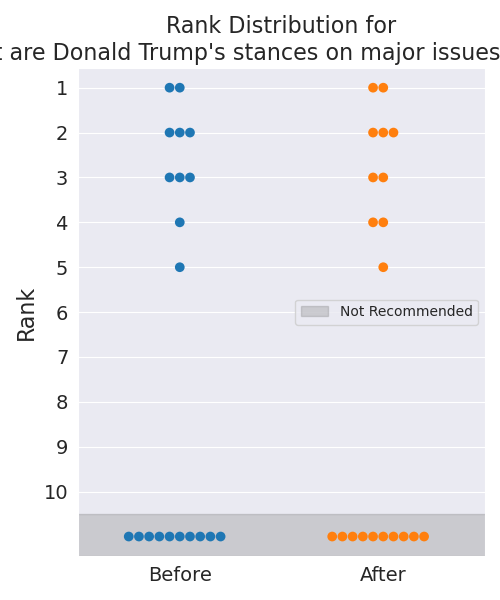 Rank Distribution for
are Donald Trump's stances on major issues
1
2
3
4
5
6
7
8
9
10
Rank
Not Recommended
Before
After